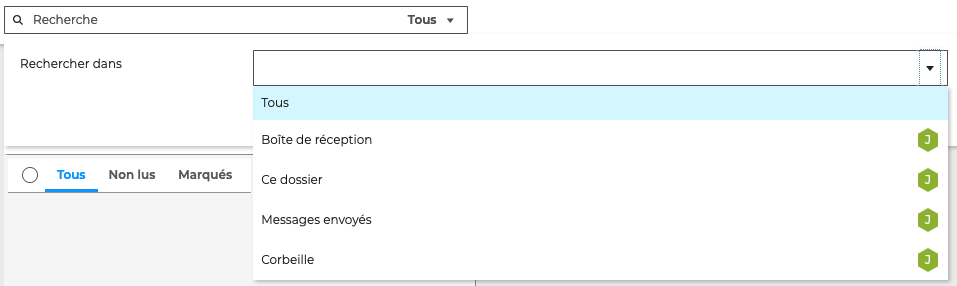 Recherche Tous
Rechercher dans
Tous
Boîte de réception J
Ce dossier J
Messages envoyés J
Corbeille J
Tous Non lus Marqués